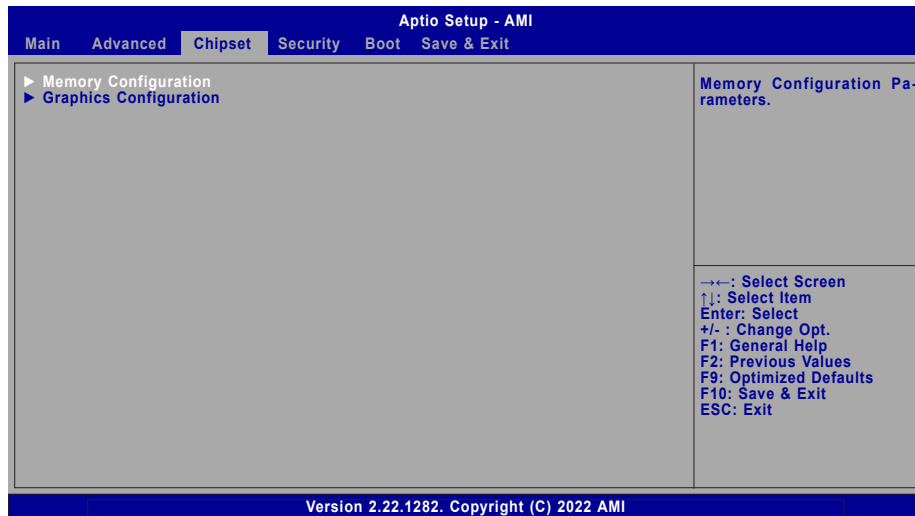 Aptio Setup - AMI
Main Advanced Chipset Security Boot Save & Exit
► Memory Configuration
► Graphics Configuration
Memory Configuration Pa-
rameters.
→←: Select Screen
↑↓: Select Item
Enter: Select
+/- : Change Opt.
F1: General Help
F2: Previous Values
F9: Optimized Defaults
F10: Save & Exit
ESC: Exit
Version 2.22.1282. Copyright (C) 2022 AMI